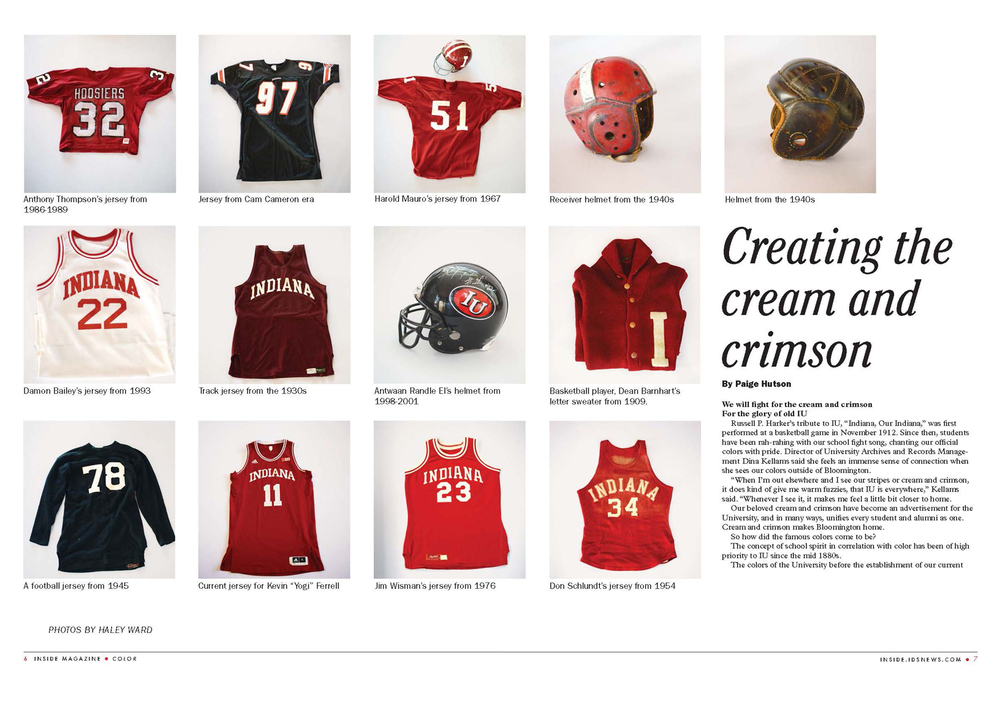 HOOSIERS
32
32
3
Anthony Thompson's jersey from
1986-1989
97
Jersey from Cam Cameron era
1
51
Harold Mauro's jersey from 1967
Receiver helmet from the 1940s
Helmet from the 1940s
INDIANA
22
Damon Bailey's jersey from 1993
INDIANA
Track jersey from the 1930s
IU
Antwaan Randle El's helmet from
1998-2001
I
Basketball player, Dean Barnhart's
letter sweater from 1909.
78
A football jersey from 1945
INDIANA
11
Current jersey for Kevin "Yogi" Ferrell
INDIANA
23
Jim Wisman's jersey from 1976
INDIANA
34
Don Schlundt's jersey from 1954
Creating the
cream and
crimson
By Paige Hutson
We will fight for the cream and crimson
For the glory of old IU
Russell P. Harker's tribute to IU, "Indiana, Our Indiana," was first
performed at a basketball game in November 1912. Since then, students
have been rah-rahing with our school fight song, chanting our official
colors with pride. Director of University Archives and Records Manage-
ment Dina Kellams said she feels an immense sense of connection when
she sees our colors outside of Bloomington.
"When I'm out elsewhere and I see our stripes or cream and crimson,
it does kind of give me warm fuzzies, that IU is everywhere," Kellams
said. "Whenever I see it, it makes me feel a little bit closer to home.
Our beloved cream and crimson have become an advertisement for the
University, and in many ways, unifies every student and alumni as one.
Cream and crimson makes Bloomington home.
So how did the famous colors come to be?
The concept of school spirit in correlation with color has been of high
priority to IU since the mid 1880s.
The colors of the University before the establishment of our current
PHOTOS BY HALEY WARD
6 INSIDE MAGAZINE • COLOR
INSIDE.IDSNEWS.COM • 7